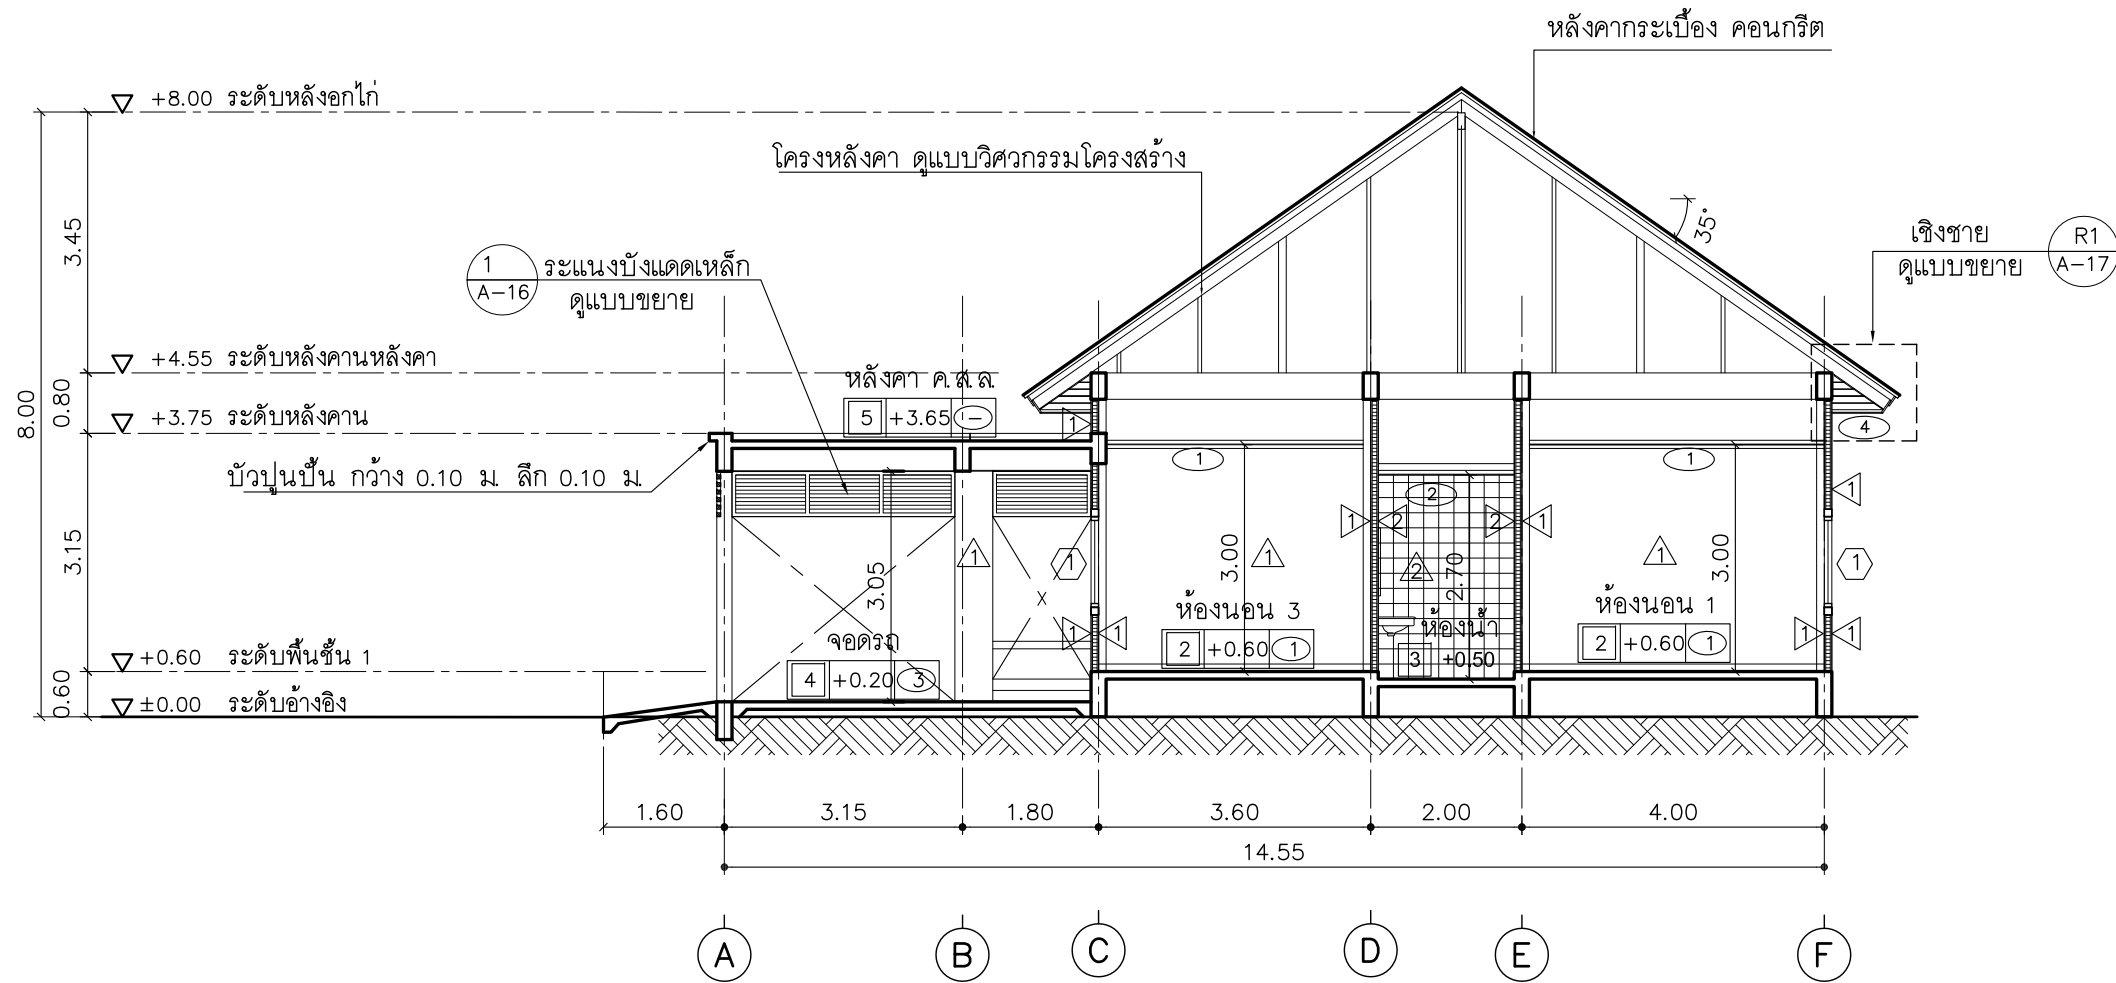 หลังคากระเบื้อง คอนกรีต
+8.00 ระดับหลังอกไก่
โครงหลังคา ดูแบบวิศวกรรมโครงสร้าง
35°
3.45
เชิงชาย
ดูแบบขยาย
R1
A-17
1
A-16
ระแนงบังแดดเหล็ก
ดูแบบขยาย
+4.55 ระดับหลังคานหลังคา
8.00
0.80
หลังคา ค.ส.ล.
5 +3.65 -
+3.75 ระดับหลังคาน
1
4
บัวปูนปั้น กว้าง 0.10 ม. ลึก 0.10 ม.
1
2
1
1
1 2
2 1
3.15
3.05
1
1
3.00
1
2
2.70
1
3.00
1
X
จอดรถ
4 +0.20 3
1 1
ห้องนอน 3
2 +0.60 1
ห้องน้ำ
3 +0.50
ห้องนอน 1
2 +0.60 1
1 1
+0.60 ระดับพื้นชั้น 1
0.60
±0.00 ระดับอ้างอิง
1.60 3.15 1.80 3.60 2.00 4.00
14.55
A B C D E F